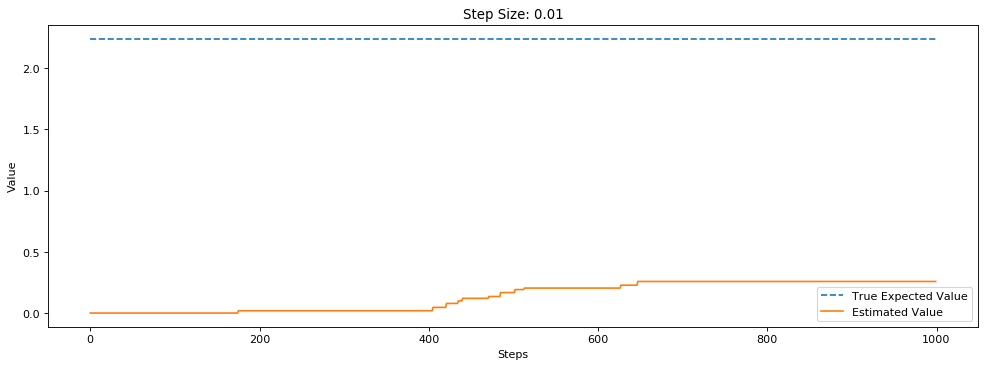 Step Size: 0.01
Value
2.0
1.5
1.0
0.5
0.0
True Expected Value
Estimated Value
0 200 400 600 800 1000
Steps